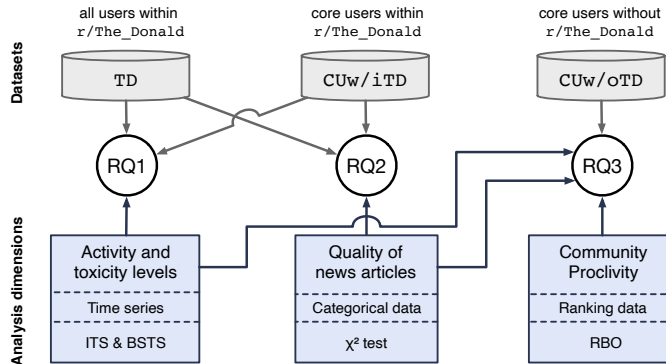 all users within
r/The_Donald
core users within
r/The_Donald
core users without
r/The_Donald
Datasets
TD
CUw/iTD
CUw/oTD
RQ1
RQ2
RQ3
Analysis dimensions
Activity and
toxicity levels
Time series
ITS & BSTS
Quality of
news articles
Categorical data
χ² test
Community
Proclivity
Ranking data
RBO